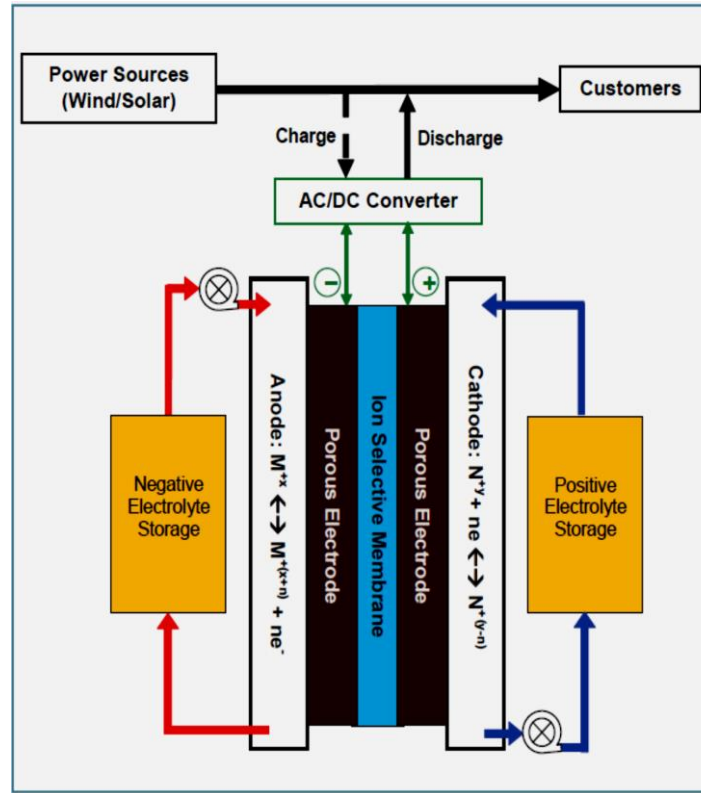 Power Sources
(Wind/Solar)
Customers
Charge
Discharge
AC/DC Converter
−
+
Anode: M⁺ˣ ←→ M⁺⁽ˣ⁺ⁿ⁾ + ne⁻
Porous Electrode
Ion Selective Membrane
Porous Electrode
Cathode: N⁺ʸ + ne ←→ N⁺⁽ʸ⁻ⁿ⁾
Negative
Electrolyte
Storage
Positive
Electrolyte
Storage